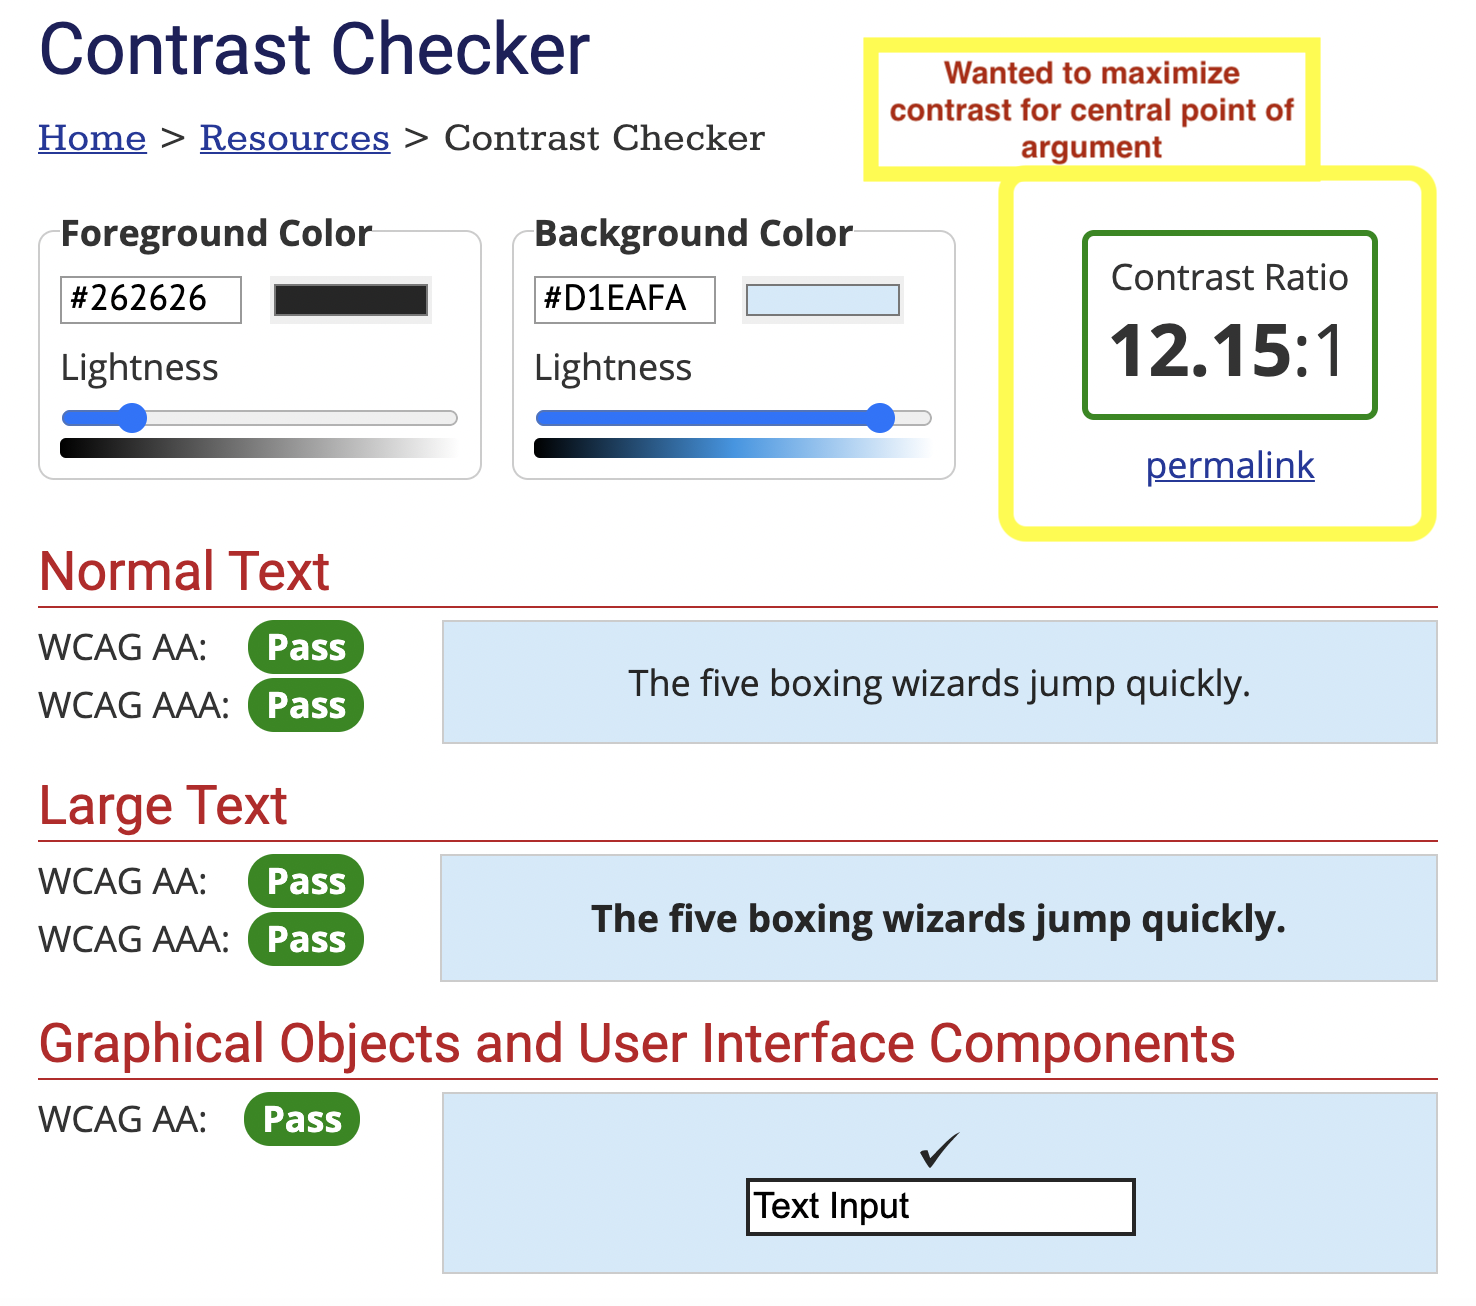 Contrast Checker
Wanted to maximize
contrast for central point of
argument
Home > Resources > Contrast Checker
Foreground Color
#262626
Lightness
Background Color
#D1EAFA
Lightness
Contrast Ratio
12.15:1
permalink
Normal Text
WCAG AA: Pass
WCAG AAA: Pass
The five boxing wizards jump quickly.
Large Text
WCAG AA: Pass
WCAG AAA: Pass
The five boxing wizards jump quickly.
Graphical Objects and User Interface Components
WCAG AA: Pass
✓
Text Input